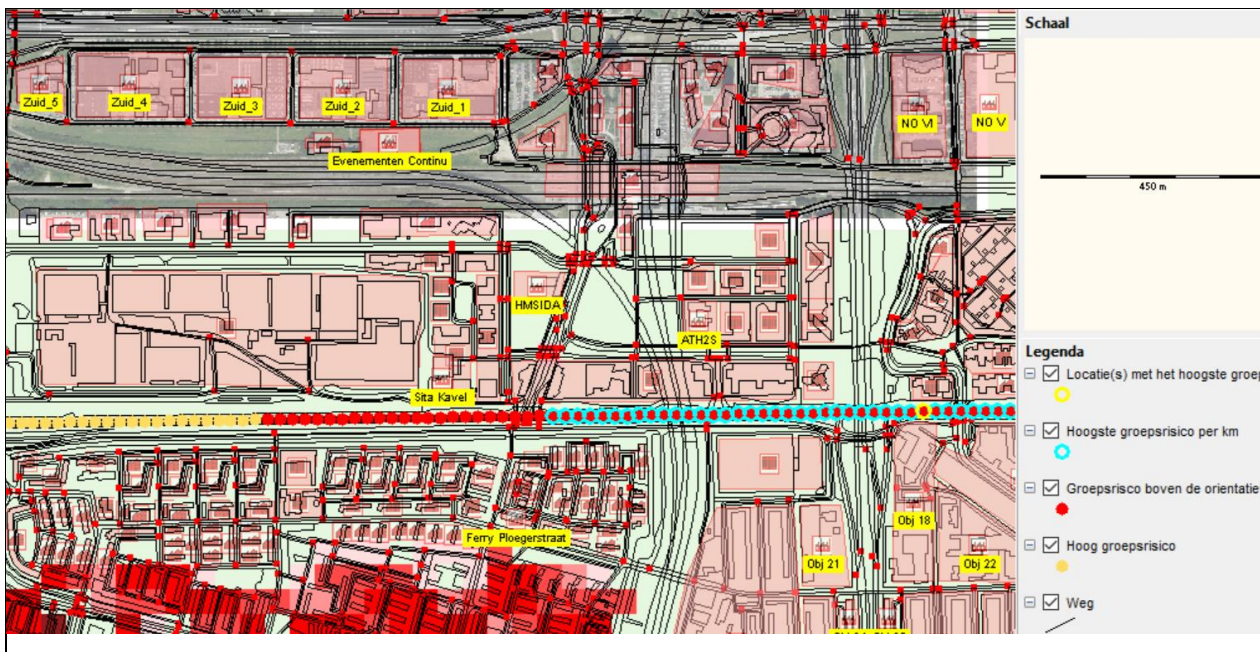 Schaal
Zuid_5
Zuid_4
Zuid_3
Zuid_2
Zuid_1
NO VI
NO V
Evenementen Continu
450 m
HMSIDA
ATH2S
Sita Kavel
Ferry Ploegerstraat
Obj 18
Obj 21
Obj 22
Legenda
Locatie(s) met het hoogste groep
Hoogste groepsrisico per km
Groepsrisco boven de orientatie
Hoog groepsrisico
Weg